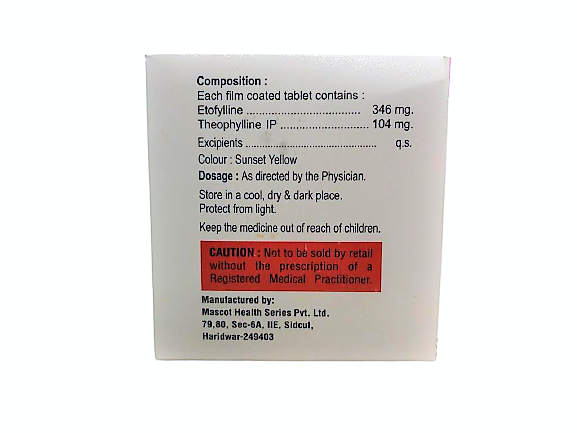 Composition :
Each film coated tablet contains :
Etofylline .................................. 346 mg.
Theophylline IP ........................... 104 mg.
Excipients ............................................ q.s.
Colour : Sunset Yellow
Dosage : As directed by the Physician.
Store in a cool, dry & dark place.
Protect from light.
Keep the medicine out of reach of children.
CAUTION : Not to be sold by retail
without the prescription of a
Registered Medical Practitioner.
Manufactured by:
Mascot Health Series Pvt. Ltd.
79,80, Sec-6A, IIE, Sidcul,
Haridwar-249403